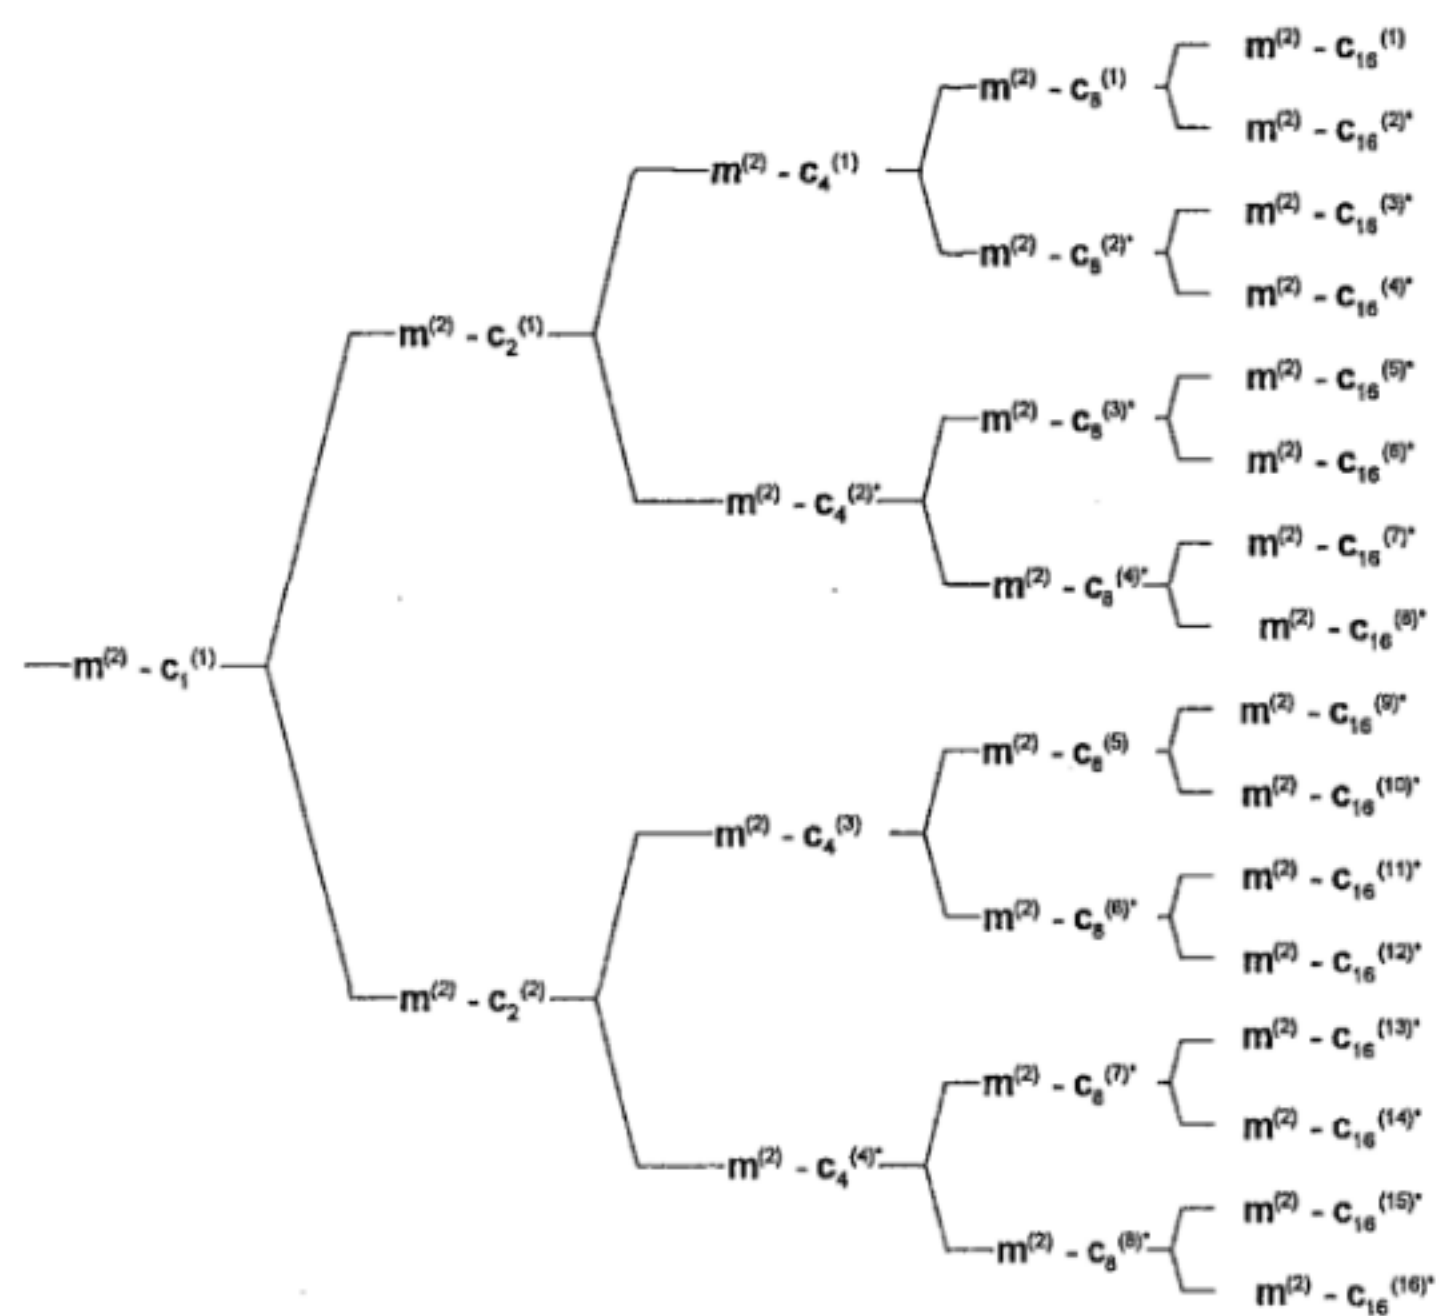 m⁽²⁾ - c₁₆⁽¹⁾
m⁽²⁾ - c₈⁽¹⁾
m⁽²⁾ - c₁₆⁽²⁾*
m⁽²⁾ - c₄⁽¹⁾
m⁽²⁾ - c₁₆⁽³⁾*
m⁽²⁾ - c₈⁽²⁾*
m⁽²⁾ - c₁₆⁽⁴⁾*
m⁽²⁾ - c₂⁽¹⁾
m⁽²⁾ - c₁₆⁽⁵⁾*
m⁽²⁾ - c₈⁽³⁾*
m⁽²⁾ - c₁₆⁽⁶⁾*
m⁽²⁾ - c₄⁽²⁾*
m⁽²⁾ - c₁₆⁽⁷⁾*
m⁽²⁾ - c₈⁽⁴⁾*
m⁽²⁾ - c₁₆⁽⁸⁾*
m⁽²⁾ - c₁⁽¹⁾
m⁽²⁾ - c₁₆⁽⁹⁾*
m⁽²⁾ - c₈⁽⁵⁾
m⁽²⁾ - c₁₆⁽¹⁰⁾*
m⁽²⁾ - c₄⁽³⁾
m⁽²⁾ - c₁₆⁽¹¹⁾*
m⁽²⁾ - c₈⁽⁶⁾*
m⁽²⁾ - c₁₆⁽¹²⁾*
m⁽²⁾ - c₂⁽²⁾
m⁽²⁾ - c₁₆⁽¹³⁾*
m⁽²⁾ - c₈⁽⁷⁾*
m⁽²⁾ - c₁₆⁽¹⁴⁾*
m⁽²⁾ - c₄⁽⁴⁾*
m⁽²⁾ - c₁₆⁽¹⁵⁾*
m⁽²⁾ - c₈⁽⁸⁾*
m⁽²⁾ - c₁₆⁽¹⁶⁾*